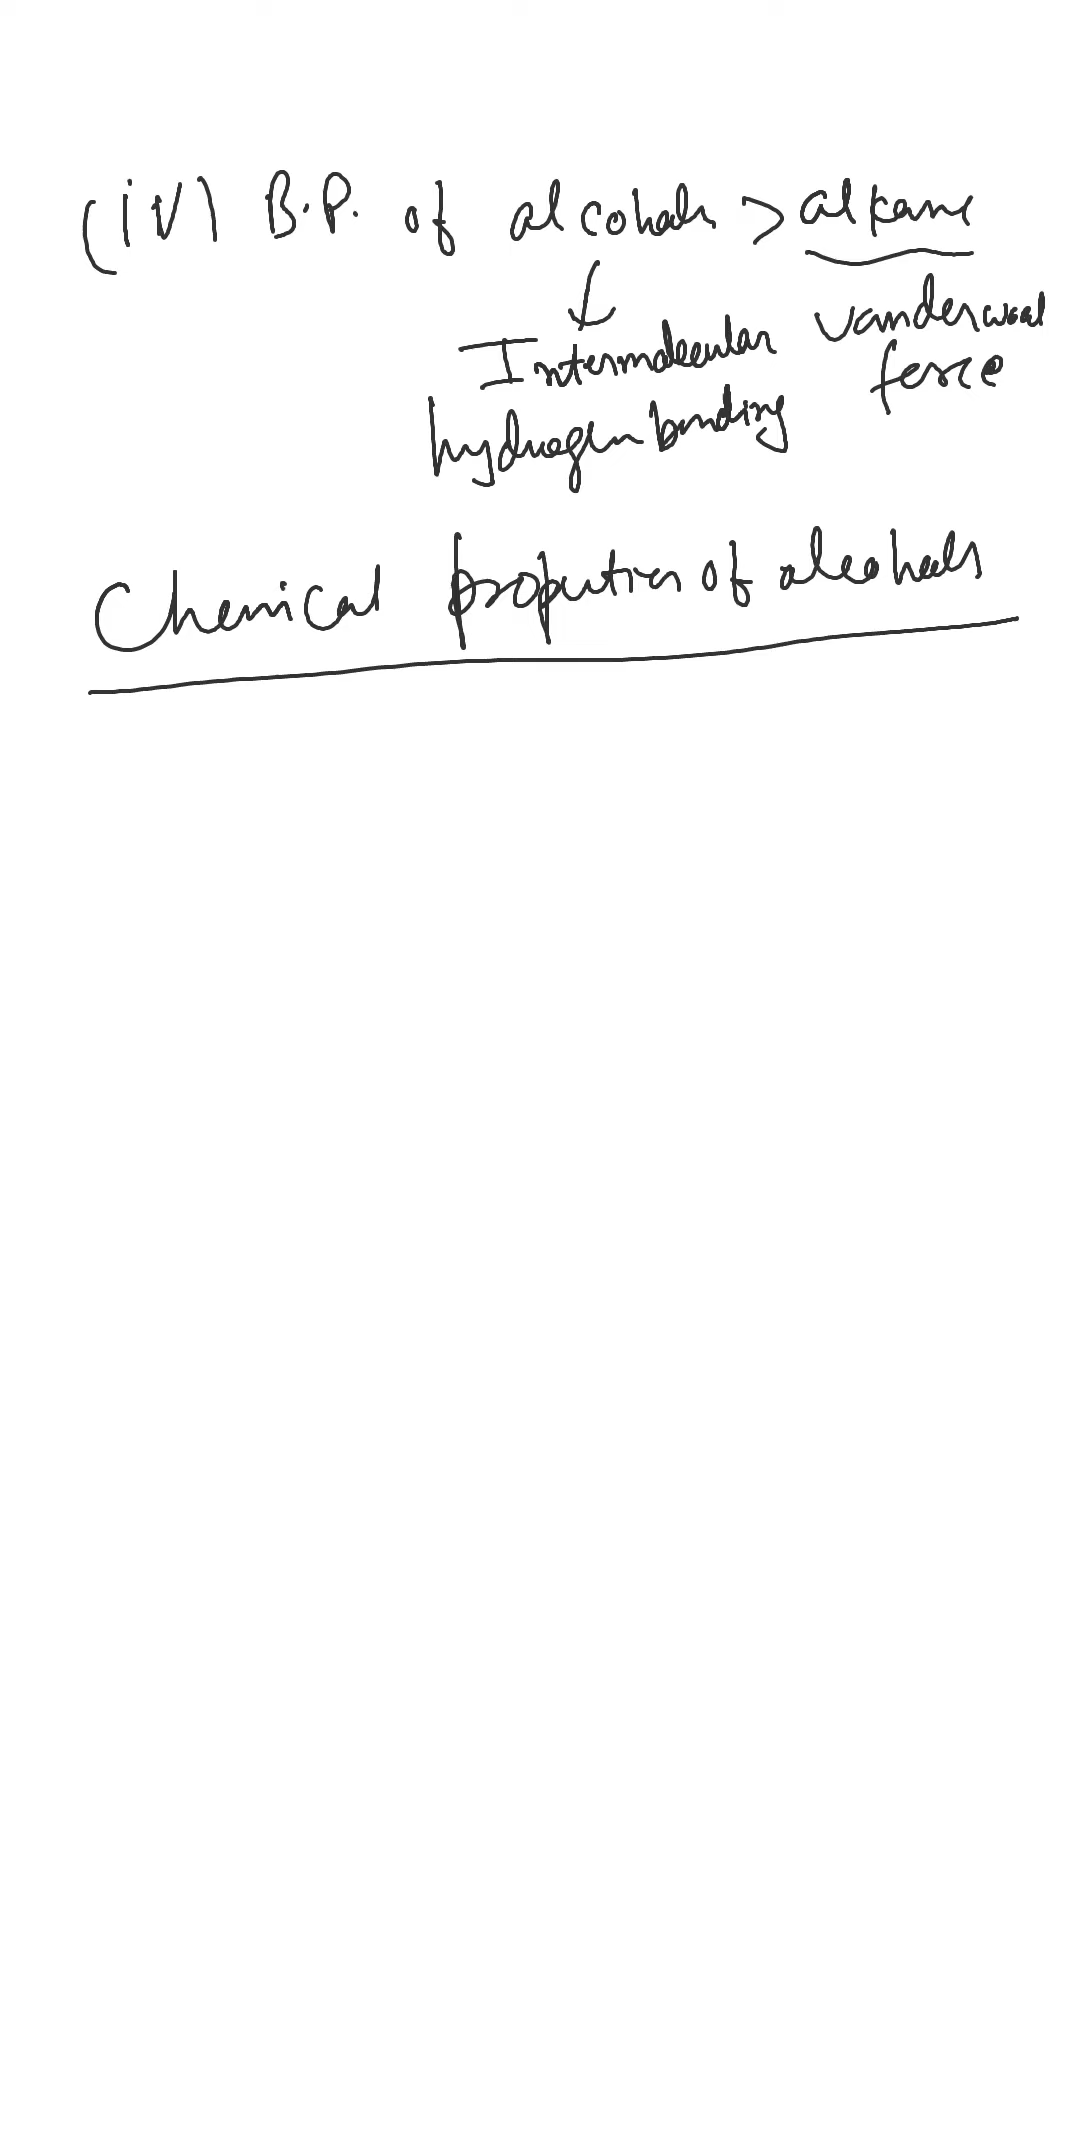 (iv) B.P. of alcohols > alkane
Intermolecular vanderwaal
hydrogen bonding force
Chemical properties of alcohols